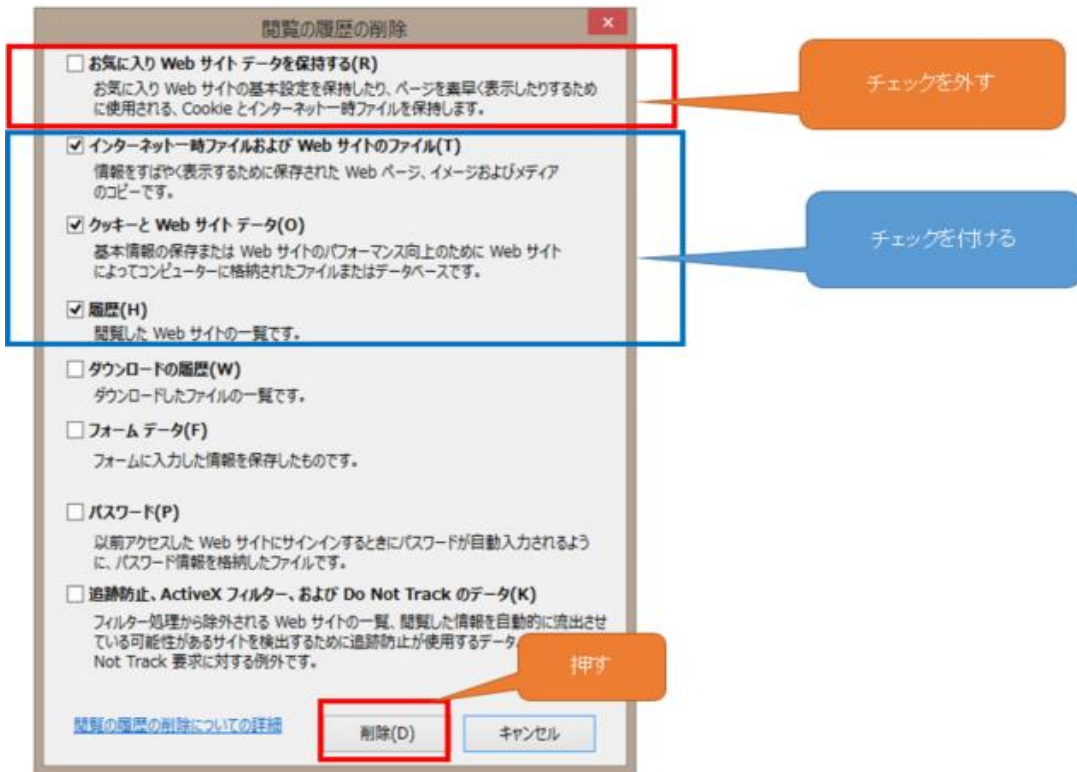 閲覧の履歴の削除
お気に入り Web サイト データを保持する(R)
お気に入り Web サイトの基本設定を保持したり、ページを素早く表示したりするため
に使用される、Cookie とインターネット一時ファイルを保持します。
チェックを外す
インターネット一時ファイルおよび Web サイトのファイル(T)
情報をすばやく表示するために保存された Web ページ、イメージおよびメディア
のコピーです。
クッキーと Web サイト データ(O)
基本情報の保存または Web サイトのパフォーマンス向上のために Web サイト
によってコンピューターに格納されたファイルまたはデータベースです。
チェックを付ける
履歴(H)
閲覧した Web サイトの一覧です。
ダウンロードの履歴(W)
ダウンロードしたファイルの一覧です。
フォーム データ(F)
フォームに入力した情報を保存したものです。
パスワード(P)
以前アクセスした Web サイトにサインインするときにパスワードが自動入力されるよう
に、パスワード情報を格納したファイルです。
追跡防止、ActiveX フィルター、および Do Not Track のデータ(K)
フィルター処理から除外される Web サイトの一覧、閲覧した情報を自動的に流出させ
ている可能性があるサイトを検出するために追跡防止が使用するデータ、
Not Track 要求に対する例外です。
押す
閲覧の履歴の削除についての詳細
削除(D)
キャンセル